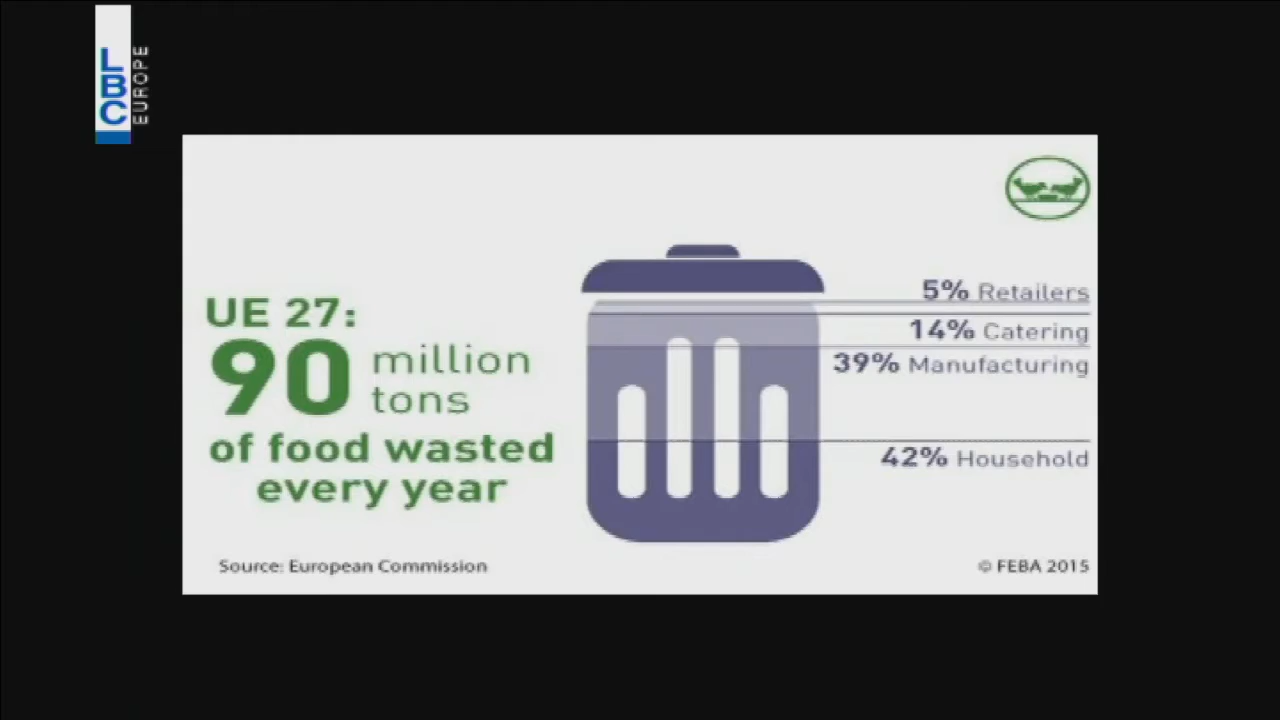 LBC
EUROPE
UE 27:
90 million
tons
of food wasted
every year
5% Retailers
14% Catering
39% Manufacturing
42% Household
Source: European Commission
© FEBA 2015